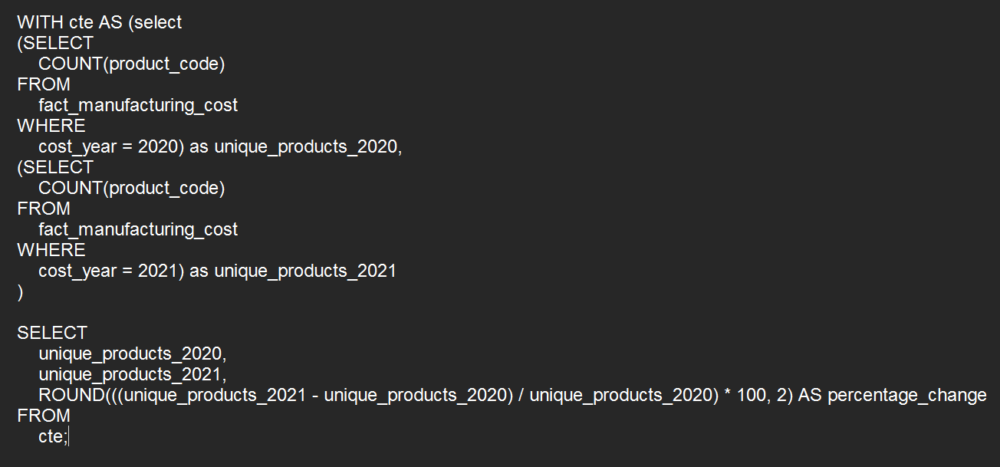 WITH cte AS (select
(SELECT
COUNT(product_code)
FROM
fact_manufacturing_cost
WHERE
cost_year = 2020) as unique_products_2020,
(SELECT
COUNT(product_code)
FROM
fact_manufacturing_cost
WHERE
cost_year = 2021) as unique_products_2021
)
SELECT
unique_products_2020,
unique_products_2021,
ROUND(((unique_products_2021 - unique_products_2020) / unique_products_2020) * 100, 2) AS percentage_change
FROM
cte;